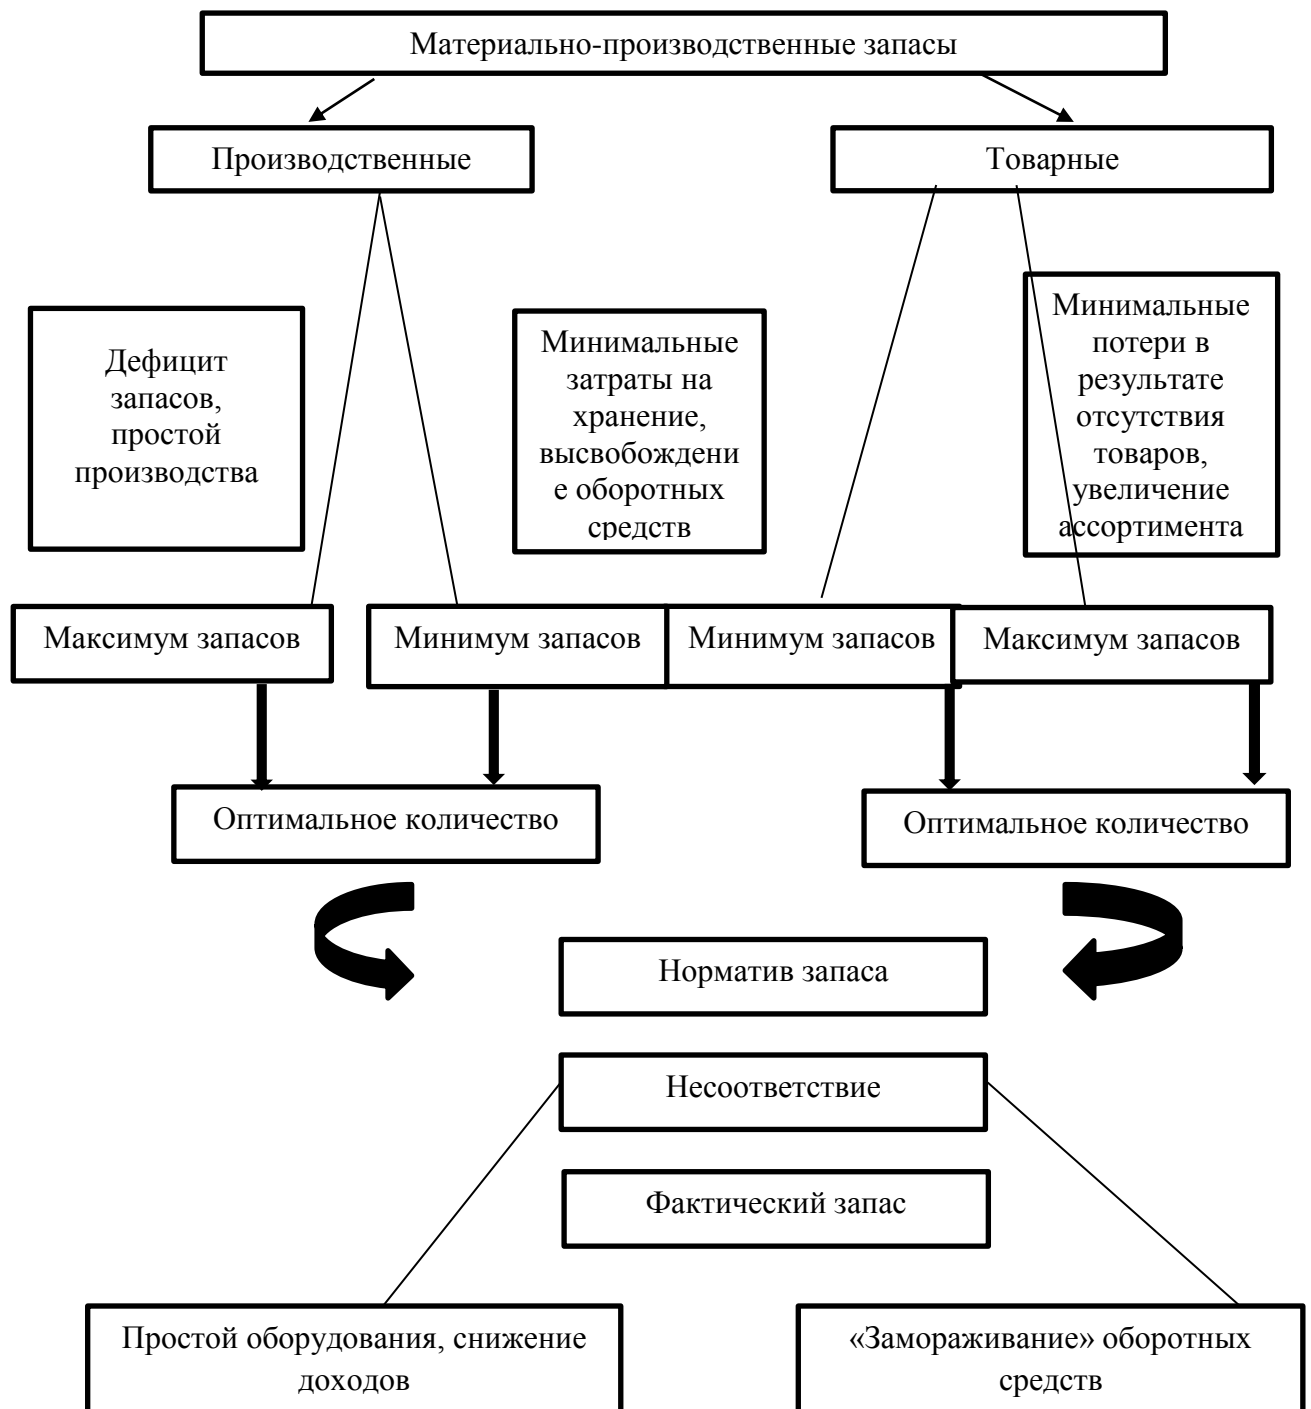 Материально-производственные запасы
Производственные
Товарные
Дефицит
запасов,
простой
производства
Минимальные
затраты на
хранение,
высвобождени
е оборотных
средств
Минимальные
потери в
результате
отсутствия
товаров,
увеличение
ассортимента
Максимум запасов
Минимум запасов
Минимум запасов
Максимум запасов
Оптимальное количество
Оптимальное количество
Норматив запаса
Несоответствие
Фактический запас
Простой оборудования, снижение
доходов
«Замораживание» оборотных
средств